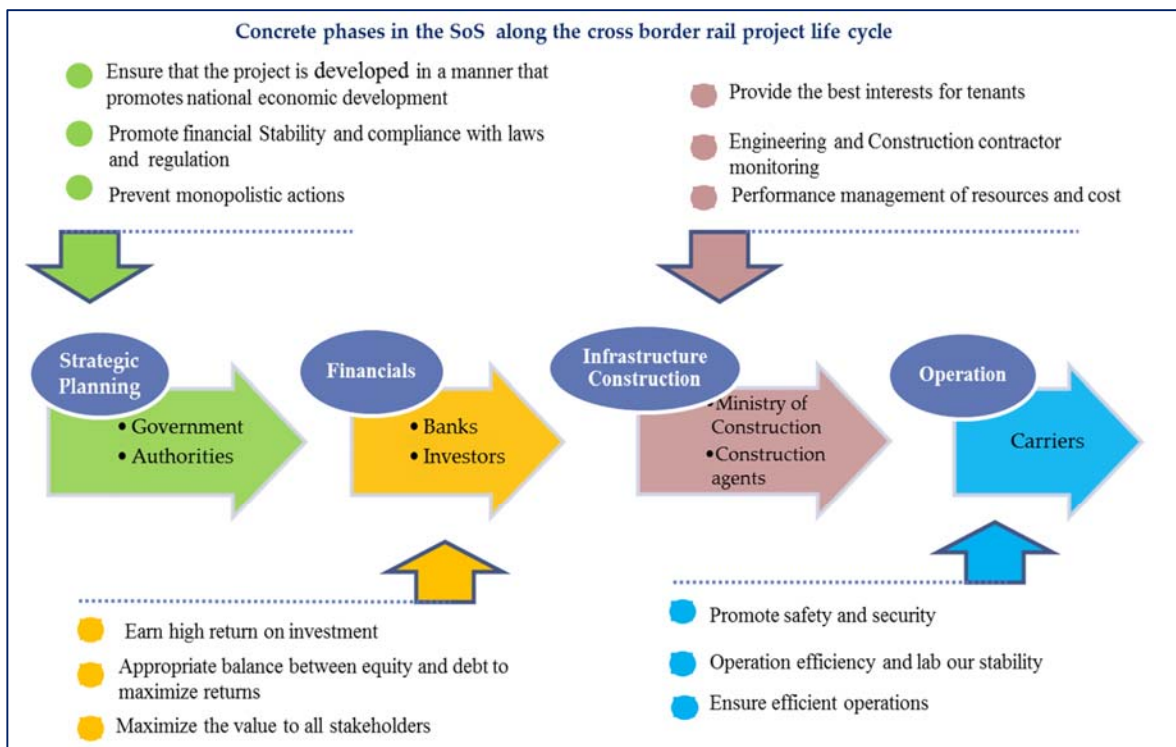 Concrete phases in the SoS along the cross border rail project life cycle
Ensure that the project is developed in a manner that
promotes national economic development
Promote financial Stability and compliance with laws
and regulation
Prevent monopolistic actions
Provide the best interests for tenants
Engineering and Construction contractor
monitoring
Performance management of resources and cost
Strategic
Planning
• Government
• Authorities
Financials
• Banks
• Investors
Infrastructure
Construction
•Ministry of
Construction
•Construction
agents
Operation
Carriers
Earn high return on investment
Appropriate balance between equity and debt to
maximize returns
Maximize the value to all stakeholders
Promote safety and security
Operation efficiency and lab our stability
Ensure efficient operations